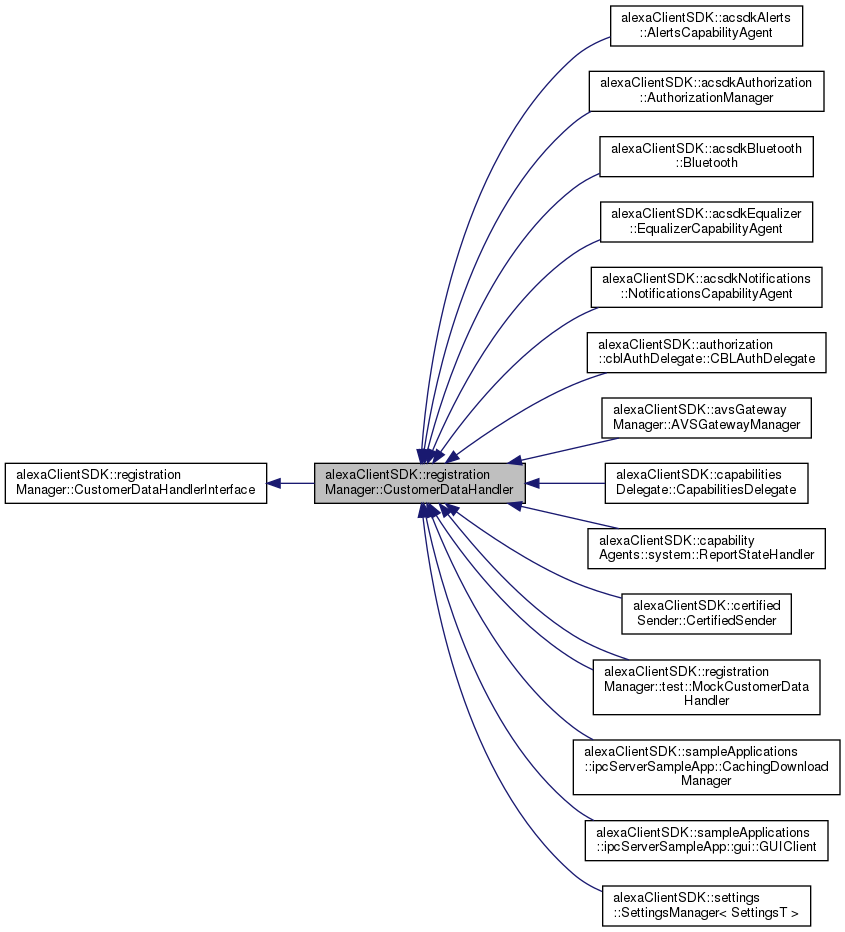 alexaClientSDK::acsdkAlerts
::AlertsCapabilityAgent
alexaClientSDK::acsdkAuthorization
::AuthorizationManager
alexaClientSDK::acsdkBluetooth
::Bluetooth
alexaClientSDK::acsdkEqualizer
::EqualizerCapabilityAgent
alexaClientSDK::acsdkNotifications
::NotificationsCapabilityAgent
alexaClientSDK::authorization
::cblAuthDelegate::CBLAuthDelegate
alexaClientSDK::avsGateway
Manager::AVSGatewayManager
alexaClientSDK::registration
Manager::CustomerDataHandlerInterface
alexaClientSDK::registration
Manager::CustomerDataHandler
alexaClientSDK::capabilities
Delegate::CapabilitiesDelegate
alexaClientSDK::capability
Agents::system::ReportStateHandler
alexaClientSDK::certified
Sender::CertifiedSender
alexaClientSDK::registration
Manager::test::MockCustomerData
Handler
alexaClientSDK::sampleApplications
::ipcServerSampleApp::CachingDownload
Manager
alexaClientSDK::sampleApplications
::ipcServerSampleApp::gui::GUIClient
alexaClientSDK::settings
::SettingsManager< SettingsT >